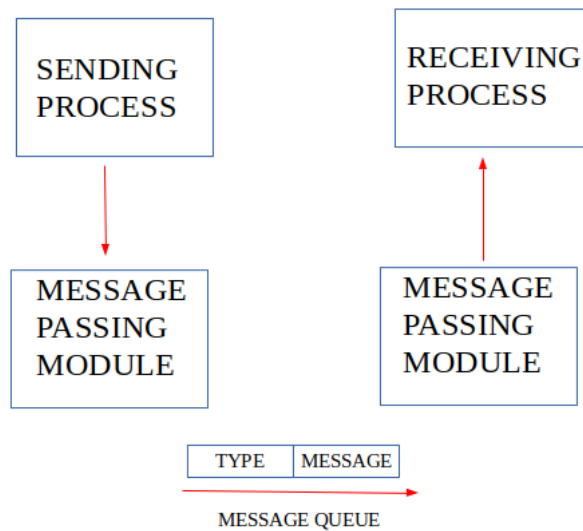 SENDING
PROCESS
RECEIVING
PROCESS
MESSAGE
PASSING
MODULE
MESSAGE
PASSING
MODULE
TYPE MESSAGE
MESSAGE QUEUE